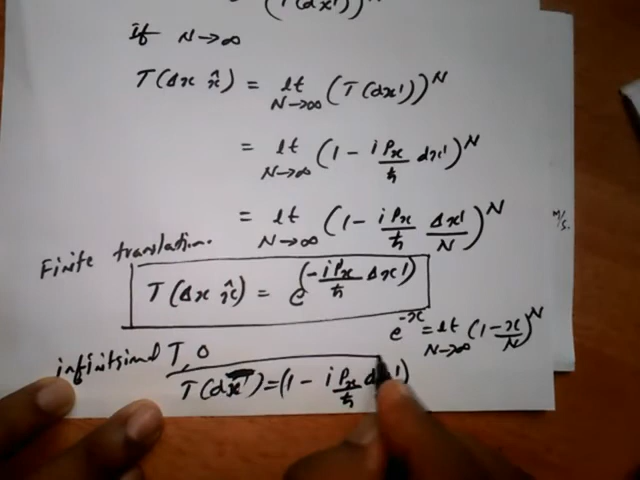 (T(dx'))^N
if N→∞
T(Δx x̂) = lt N→∞ (T(dx'))^N
= lt N→∞ (1 - i Px/ħ dx')^N
= lt N→∞ (1 - i Px/ħ Δx'/N)^N
M/s.
Finite translation.
T(Δx x̂) = e^(-i Px/ħ Δx')
e^-x = lt N→∞ (1 - x/N)^N
infinitsimal T.O
T(dx') = (1 - i Px/ħ dx')